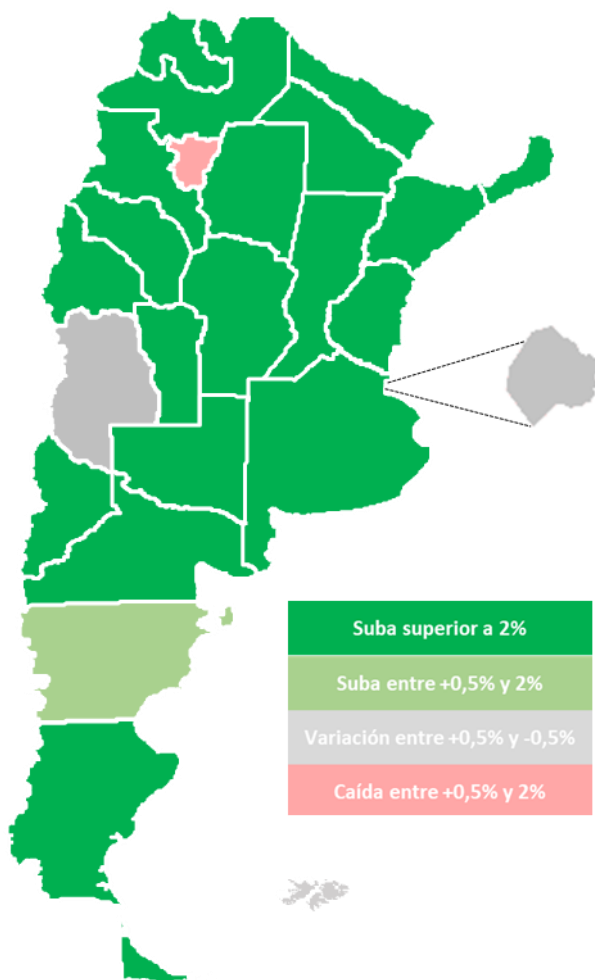 Suba superior a 2%
Suba entre +0,5% y 2%
Variación entre +0,5% y -0,5%
Caída entre +0,5% y 2%